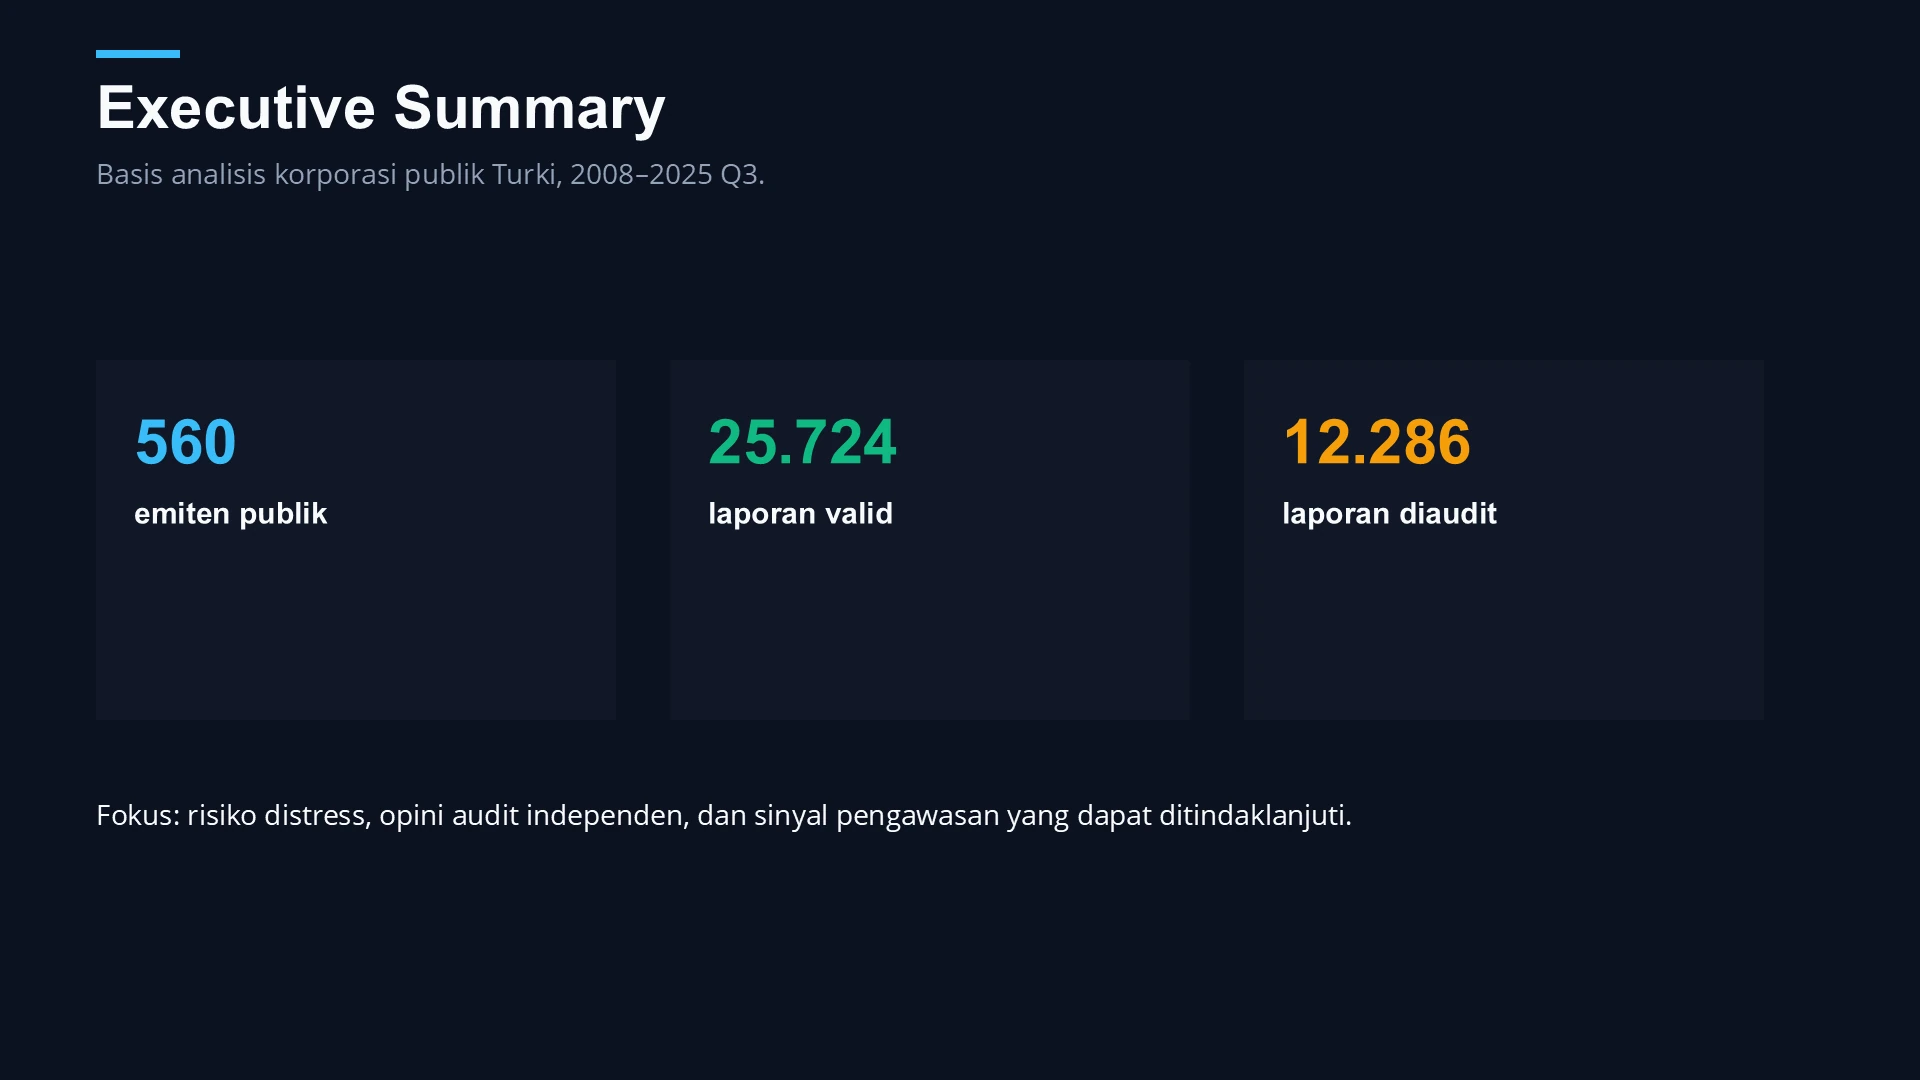 Executive Summary
Basis analisis korporasi publik Turki, 2008–2025 Q3.
560
emiten publik
25.724
laporan valid
12.286
laporan diaudit
Fokus: risiko distress, opini audit independen, dan sinyal pengawasan yang dapat ditindaklanjuti.